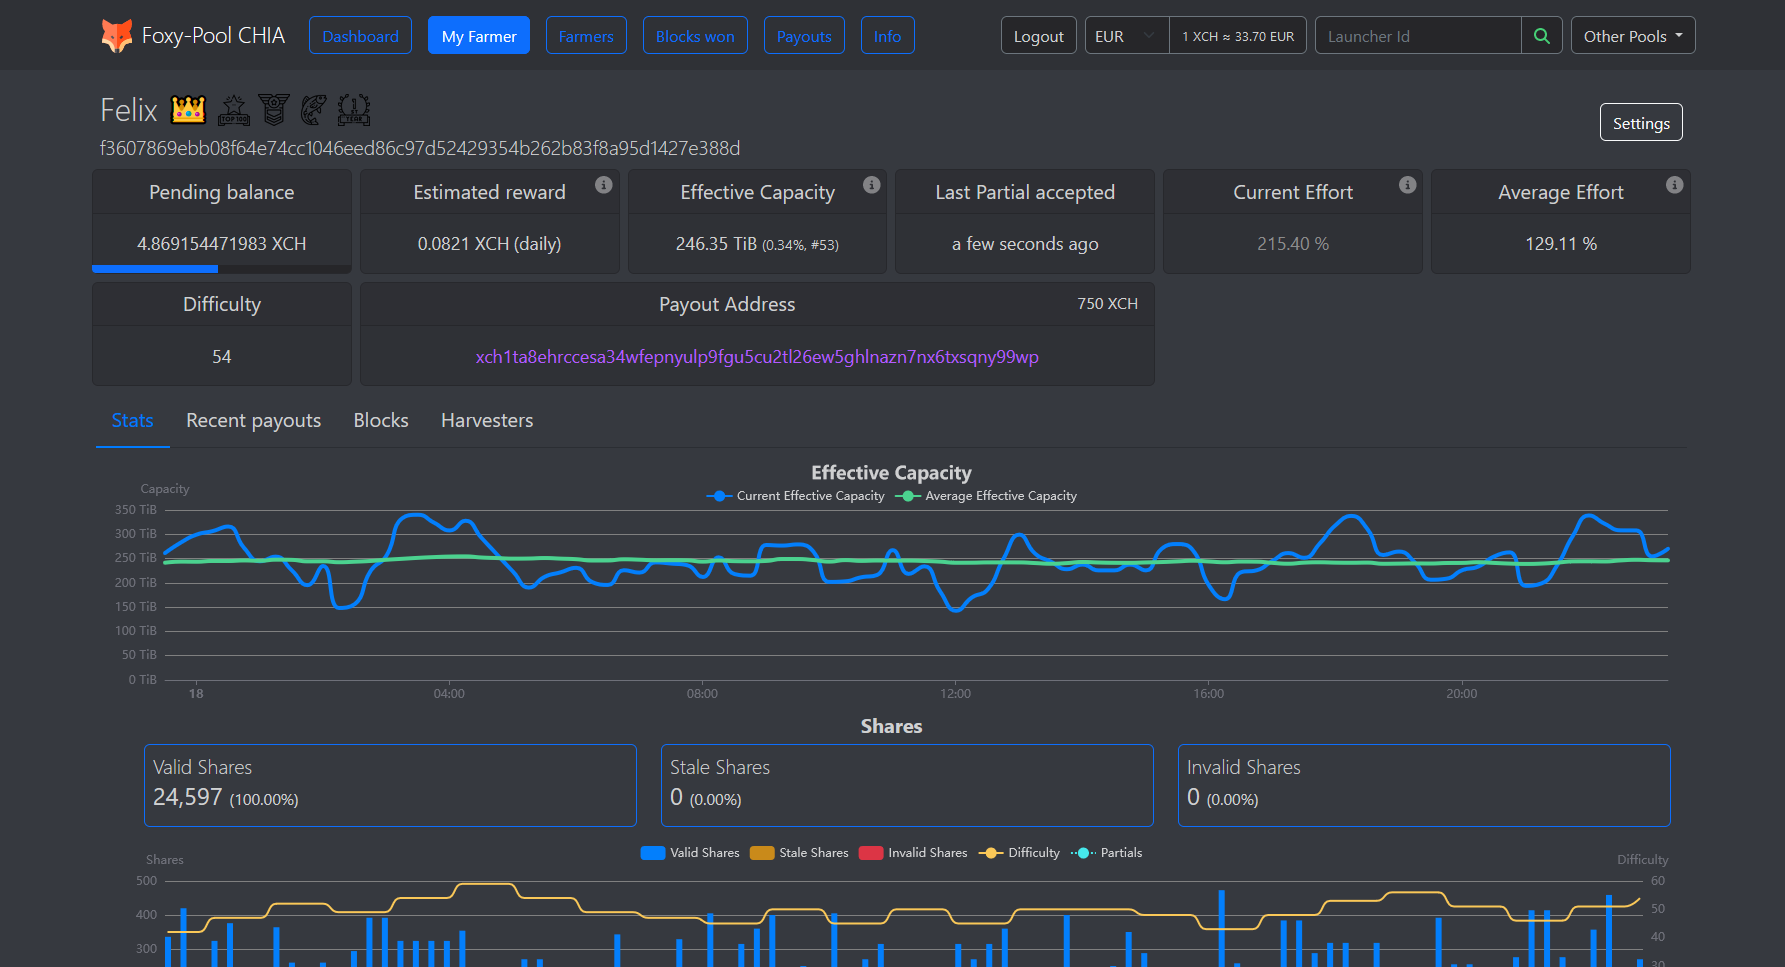 Foxy-Pool CHIA Dashboard My Farmer Farmers Blocks won Payouts Info Logout EUR 1 XCH ≈ 33.70 EUR Launcher Id Other Pools
Felix TOP 100 1 ST YEAR
Settings
f3607869ebb08f64e74cc1046eed86c97d52429354b262b83f8a95d1427e388d
Pending balance Estimated reward Effective Capacity Last Partial accepted Current Effort Average Effort
4.869154471983 XCH 0.0821 XCH (daily) 246.35 TiB (0.34%, #53) a few seconds ago 215.40 % 129.11 %
Difficulty Payout Address 750 XCH
54 xch1ta8ehrccesa34wfepnyulp9fgu5cu2tl26ew5ghlnazn7nx6txsqny99wp
Stats Recent payouts Blocks Harvesters
Effective Capacity
Capacity
Current Effective Capacity Average Effective Capacity
350 TiB
300 TiB
250 TiB
200 TiB
150 TiB
100 TiB
50 TiB
0 TiB
18 04:00 08:00 12:00 16:00 20:00
Shares
Valid Shares Stale Shares Invalid Shares
24,597 (100.00%) 0 (0.00%) 0 (0.00%)
Valid Shares Stale Shares Invalid Shares Difficulty Partials
Shares Difficulty
500 60
400 50
300 40
30